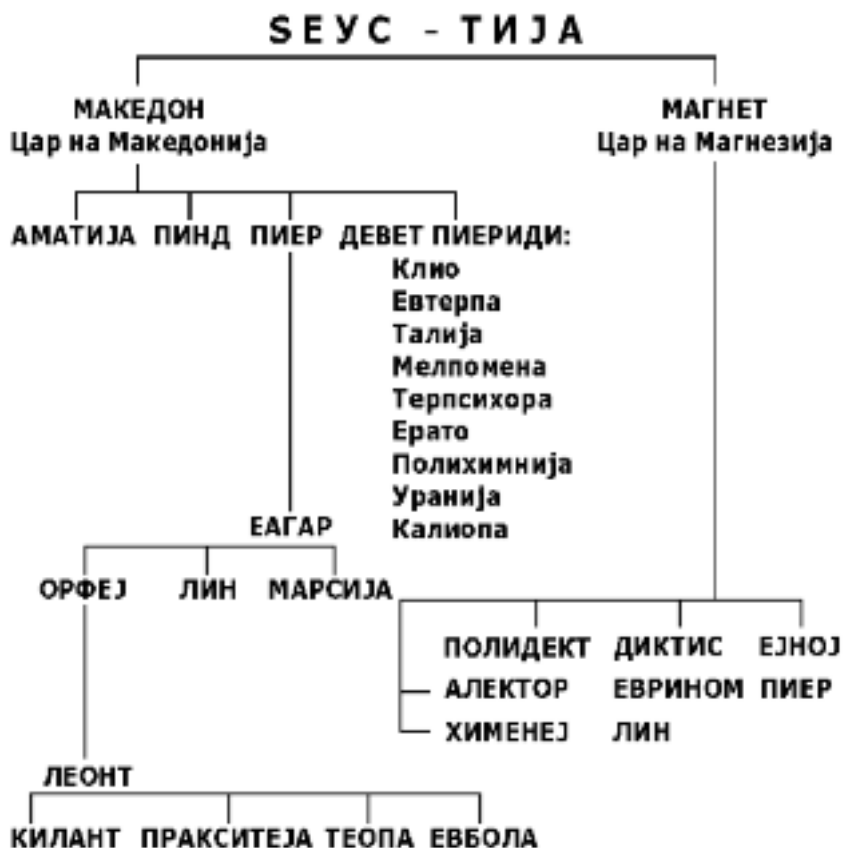 ЅЕУС - ТИЈА
МАКЕДОН
Цар на Македонија
МАГНЕТ
Цар на Магнезија
АМАТИЈА ПИНД ПИЕР ДЕВЕТ ПИЕРИДИ:
Клио
Евтерпа
Талија
Мелпомена
Терпсихора
Ерато
Полихимнија
Уранија
Калиопа
ЕАГАР
ОРФЕЈ ЛИН МАРСИЈА
ПОЛИДЕКТ ДИКТИС ЕЈНОЈ
АЛЕКТОР ЕВРИНОМ ПИЕР
ХИМЕНЕЈ ЛИН
ЛЕОНТ
КИЛАНТ ПРАКСИТЕЈА ТЕОПА ЕВБОЛА